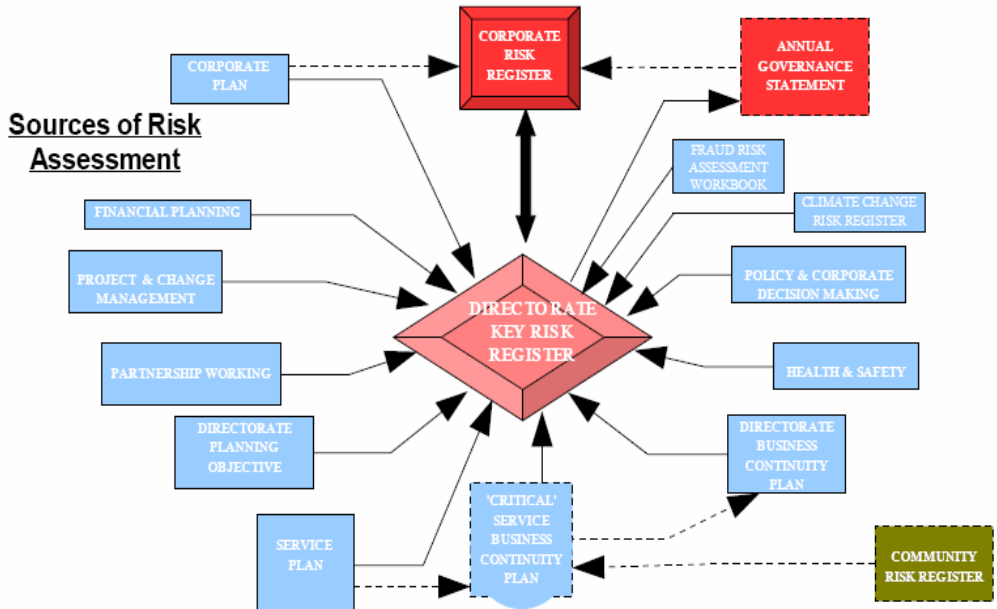 CORPORATE
RISK
REGISTER
ANNUAL
GOVERNANCE
STATEMENT
CORPORATE
PLAN
Sources of Risk
Assessment
FRAUD RISK
ASSESSMENT
WORKBOOK
CLIMATE CHANGE
RISK REGISTER
FINANCIAL PLANNING
PROJECT & CHANGE
MANAGEMENT
POLICY & CORPORATE
DECISION MAKING
DIRECTORATE
KEY RISK
REGISTER
PARTNERSHIP WORKING
HEALTH & SAFETY
DIRECTORATE
PLANNING
OBJECTIVE
DIRECTORATE
BUSINESS
CONTINUITY
PLAN
'CRITICAL'
SERVICE
BUSINESS
CONTINUITY
PLAN
SERVICE
PLAN
COMMUNITY
RISK REGISTER